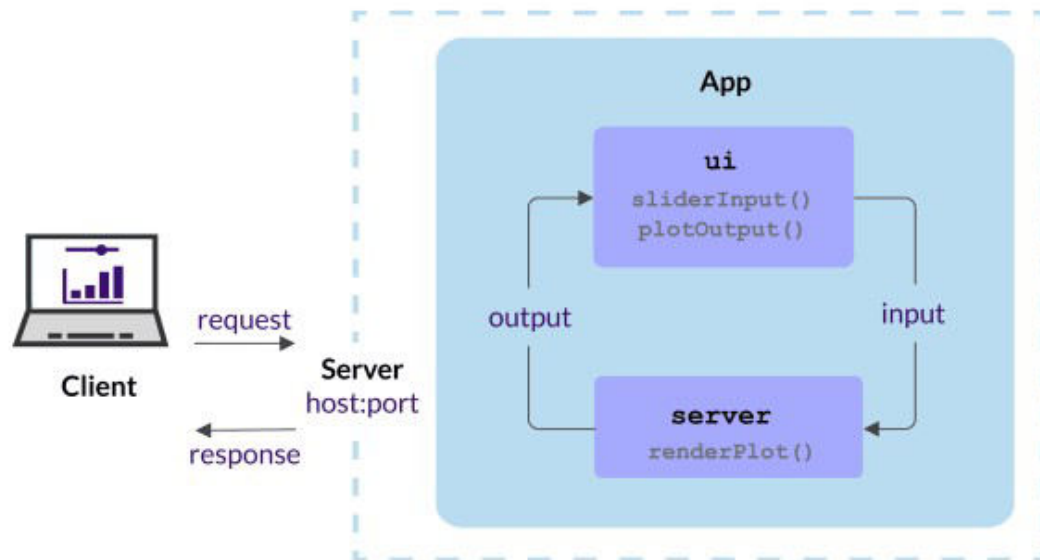 App
ui
sliderInput()
plotOutput()
output
input
request
Server
host:port
Client
response
server
renderPlot()